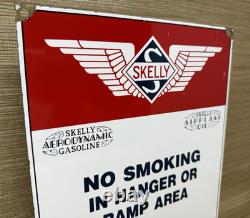 S
SKELLY
SKELLY
AERODYNAMIC
GASOLINE
SKELLY
AIRPLANE
OIL
NO SMOKING
IN HANGER OR
RAMP AREA